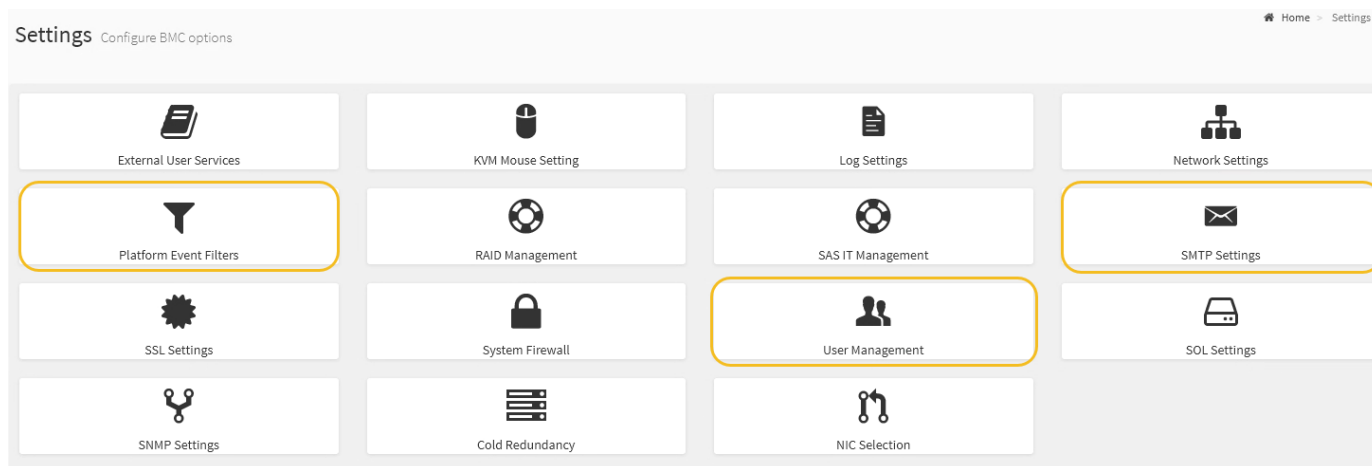 Home > Settings
Settings Configure BMC options
External User Services
KVM Mouse Setting
Log Settings
Network Settings
Platform Event Filters
RAID Management
SAS IT Management
SMTP Settings
SSL Settings
System Firewall
User Management
SOL Settings
SNMP Settings
Cold Redundancy
NIC Selection